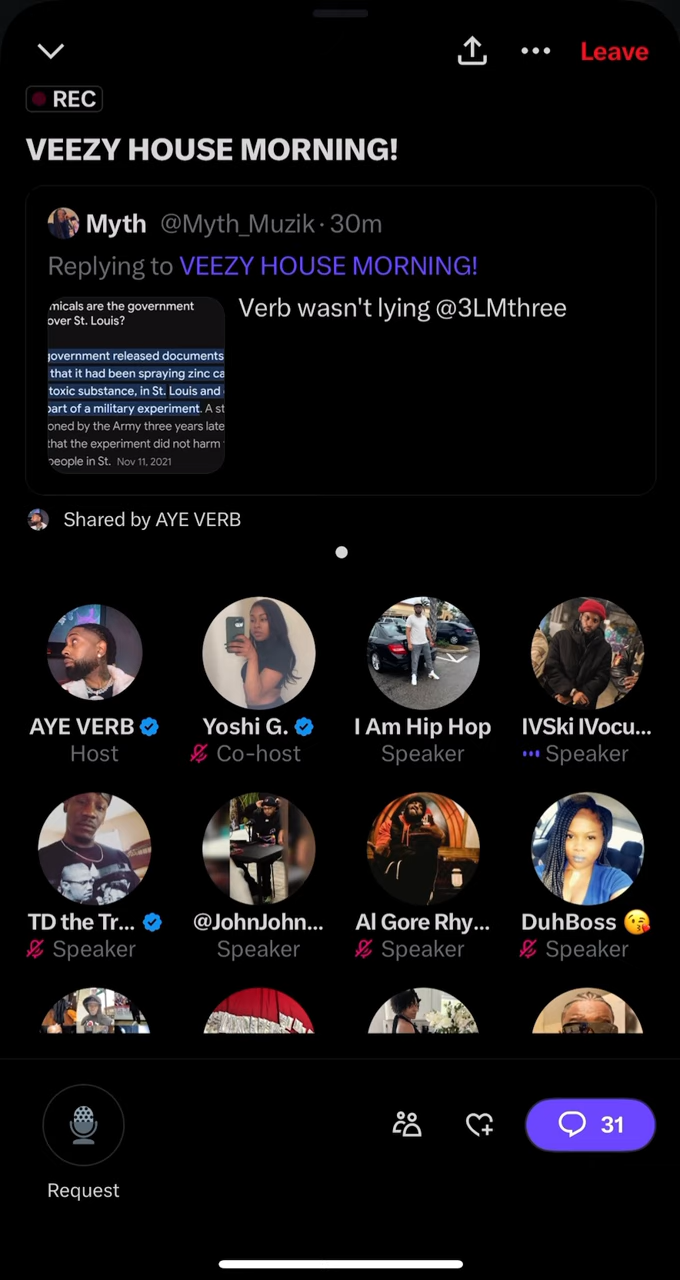 Leave
REC
VEEZY HOUSE MORNING!
Myth @Myth_Muzik · 30m
Replying to VEEZY HOUSE MORNING!
Verb wasn't lying @3LMthree
micals are the government
over St. Louis?
government released documents
that it had been spraying zinc ca
toxic substance, in St. Louis and
part of a military experiment. A st
oned by the Army three years late
that the experiment did not harm
people in St. Nov 11, 2021
Shared by AYE VERB
AYE VERB Yoshi G. I Am Hip Hop IVSki IVocu...
Host Co-host Speaker Speaker
TD the Tr... @JohnJohn... Al Gore Rhy... DuhBoss 😘
Speaker Speaker Speaker Speaker
31
Request